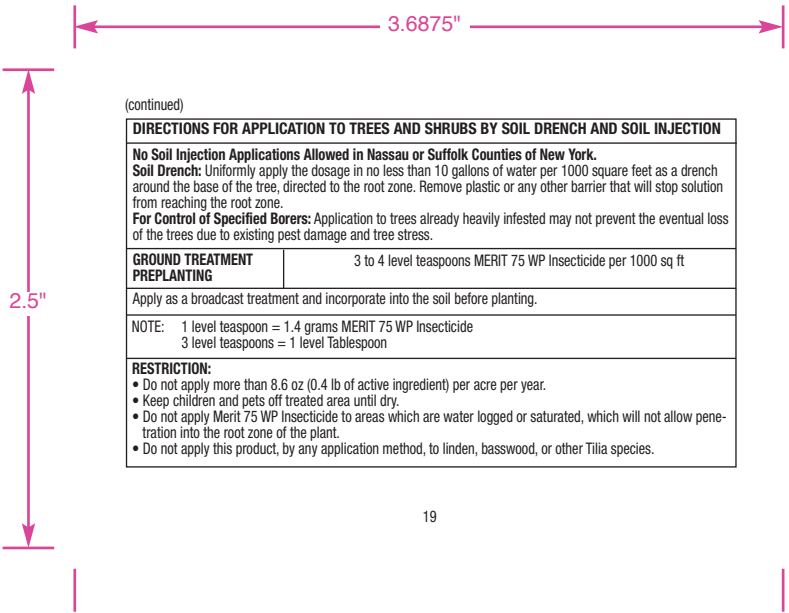 3.6875"
2.5"
(continued)
DIRECTIONS FOR APPLICATION TO TREES AND SHRUBS BY SOIL DRENCH AND SOIL INJECTION
No Soil Injection Applications Allowed in Nassau or Suffolk Counties of New York.
Soil Drench: Uniformly apply the dosage in no less than 10 gallons of water per 1000 square feet as a drench
around the base of the tree, directed to the root zone. Remove plastic or any other barrier that will stop solution
from reaching the root zone.
For Control of Specified Borers: Application to trees already heavily infested may not prevent the eventual loss
of the trees due to existing pest damage and tree stress.
GROUND TREATMENT
PREPLANTING
3 to 4 level teaspoons MERIT 75 WP Insecticide per 1000 sq ft
Apply as a broadcast treatment and incorporate into the soil before planting.
NOTE: 1 level teaspoon = 1.4 grams MERIT 75 WP Insecticide
3 level teaspoons = 1 level Tablespoon
RESTRICTION:
• Do not apply more than 8.6 oz (0.4 lb of active ingredient) per acre per year.
• Keep children and pets off treated area until dry.
• Do not apply Merit 75 WP Insecticide to areas which are water logged or saturated, which will not allow pene-
tration into the root zone of the plant.
• Do not apply this product, by any application method, to linden, basswood, or other Tilia species.
19